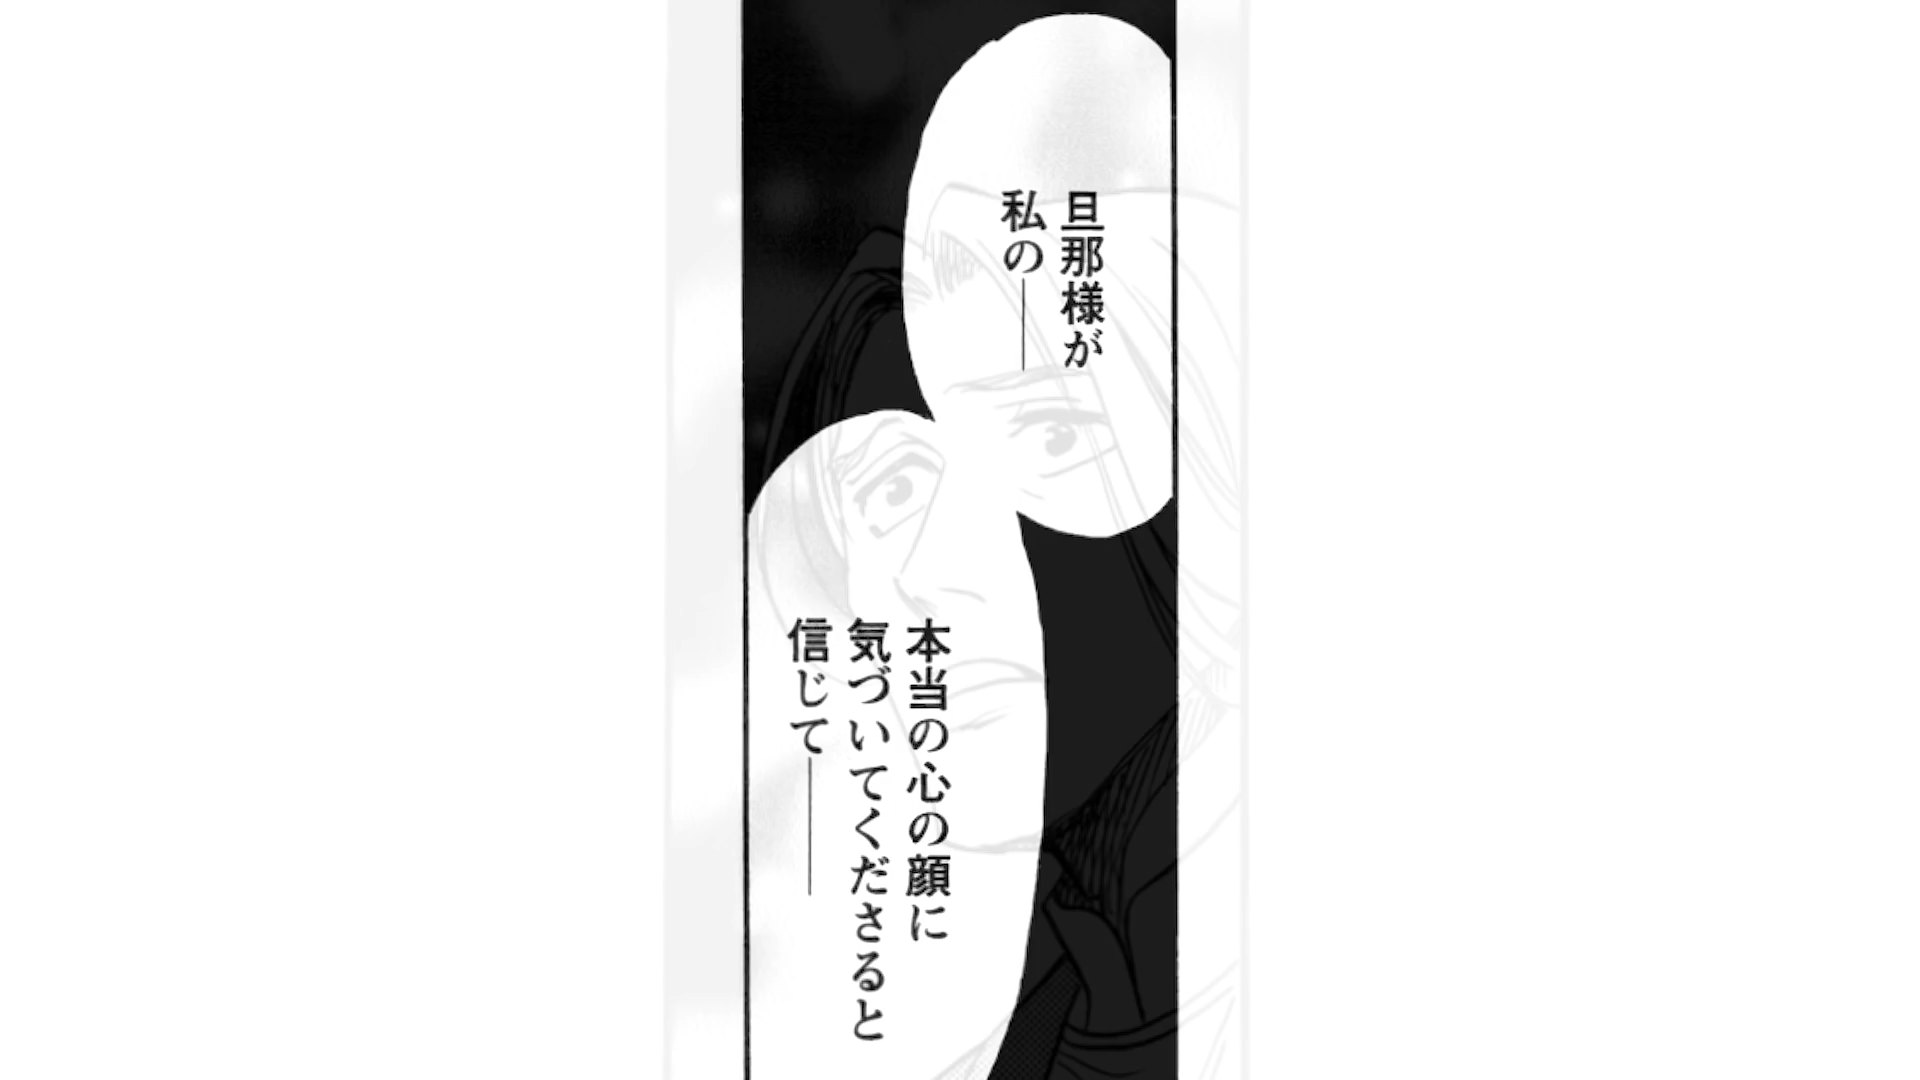 旦那様が
私の――
本当の心の顔に
気づいてくださると
信じて――